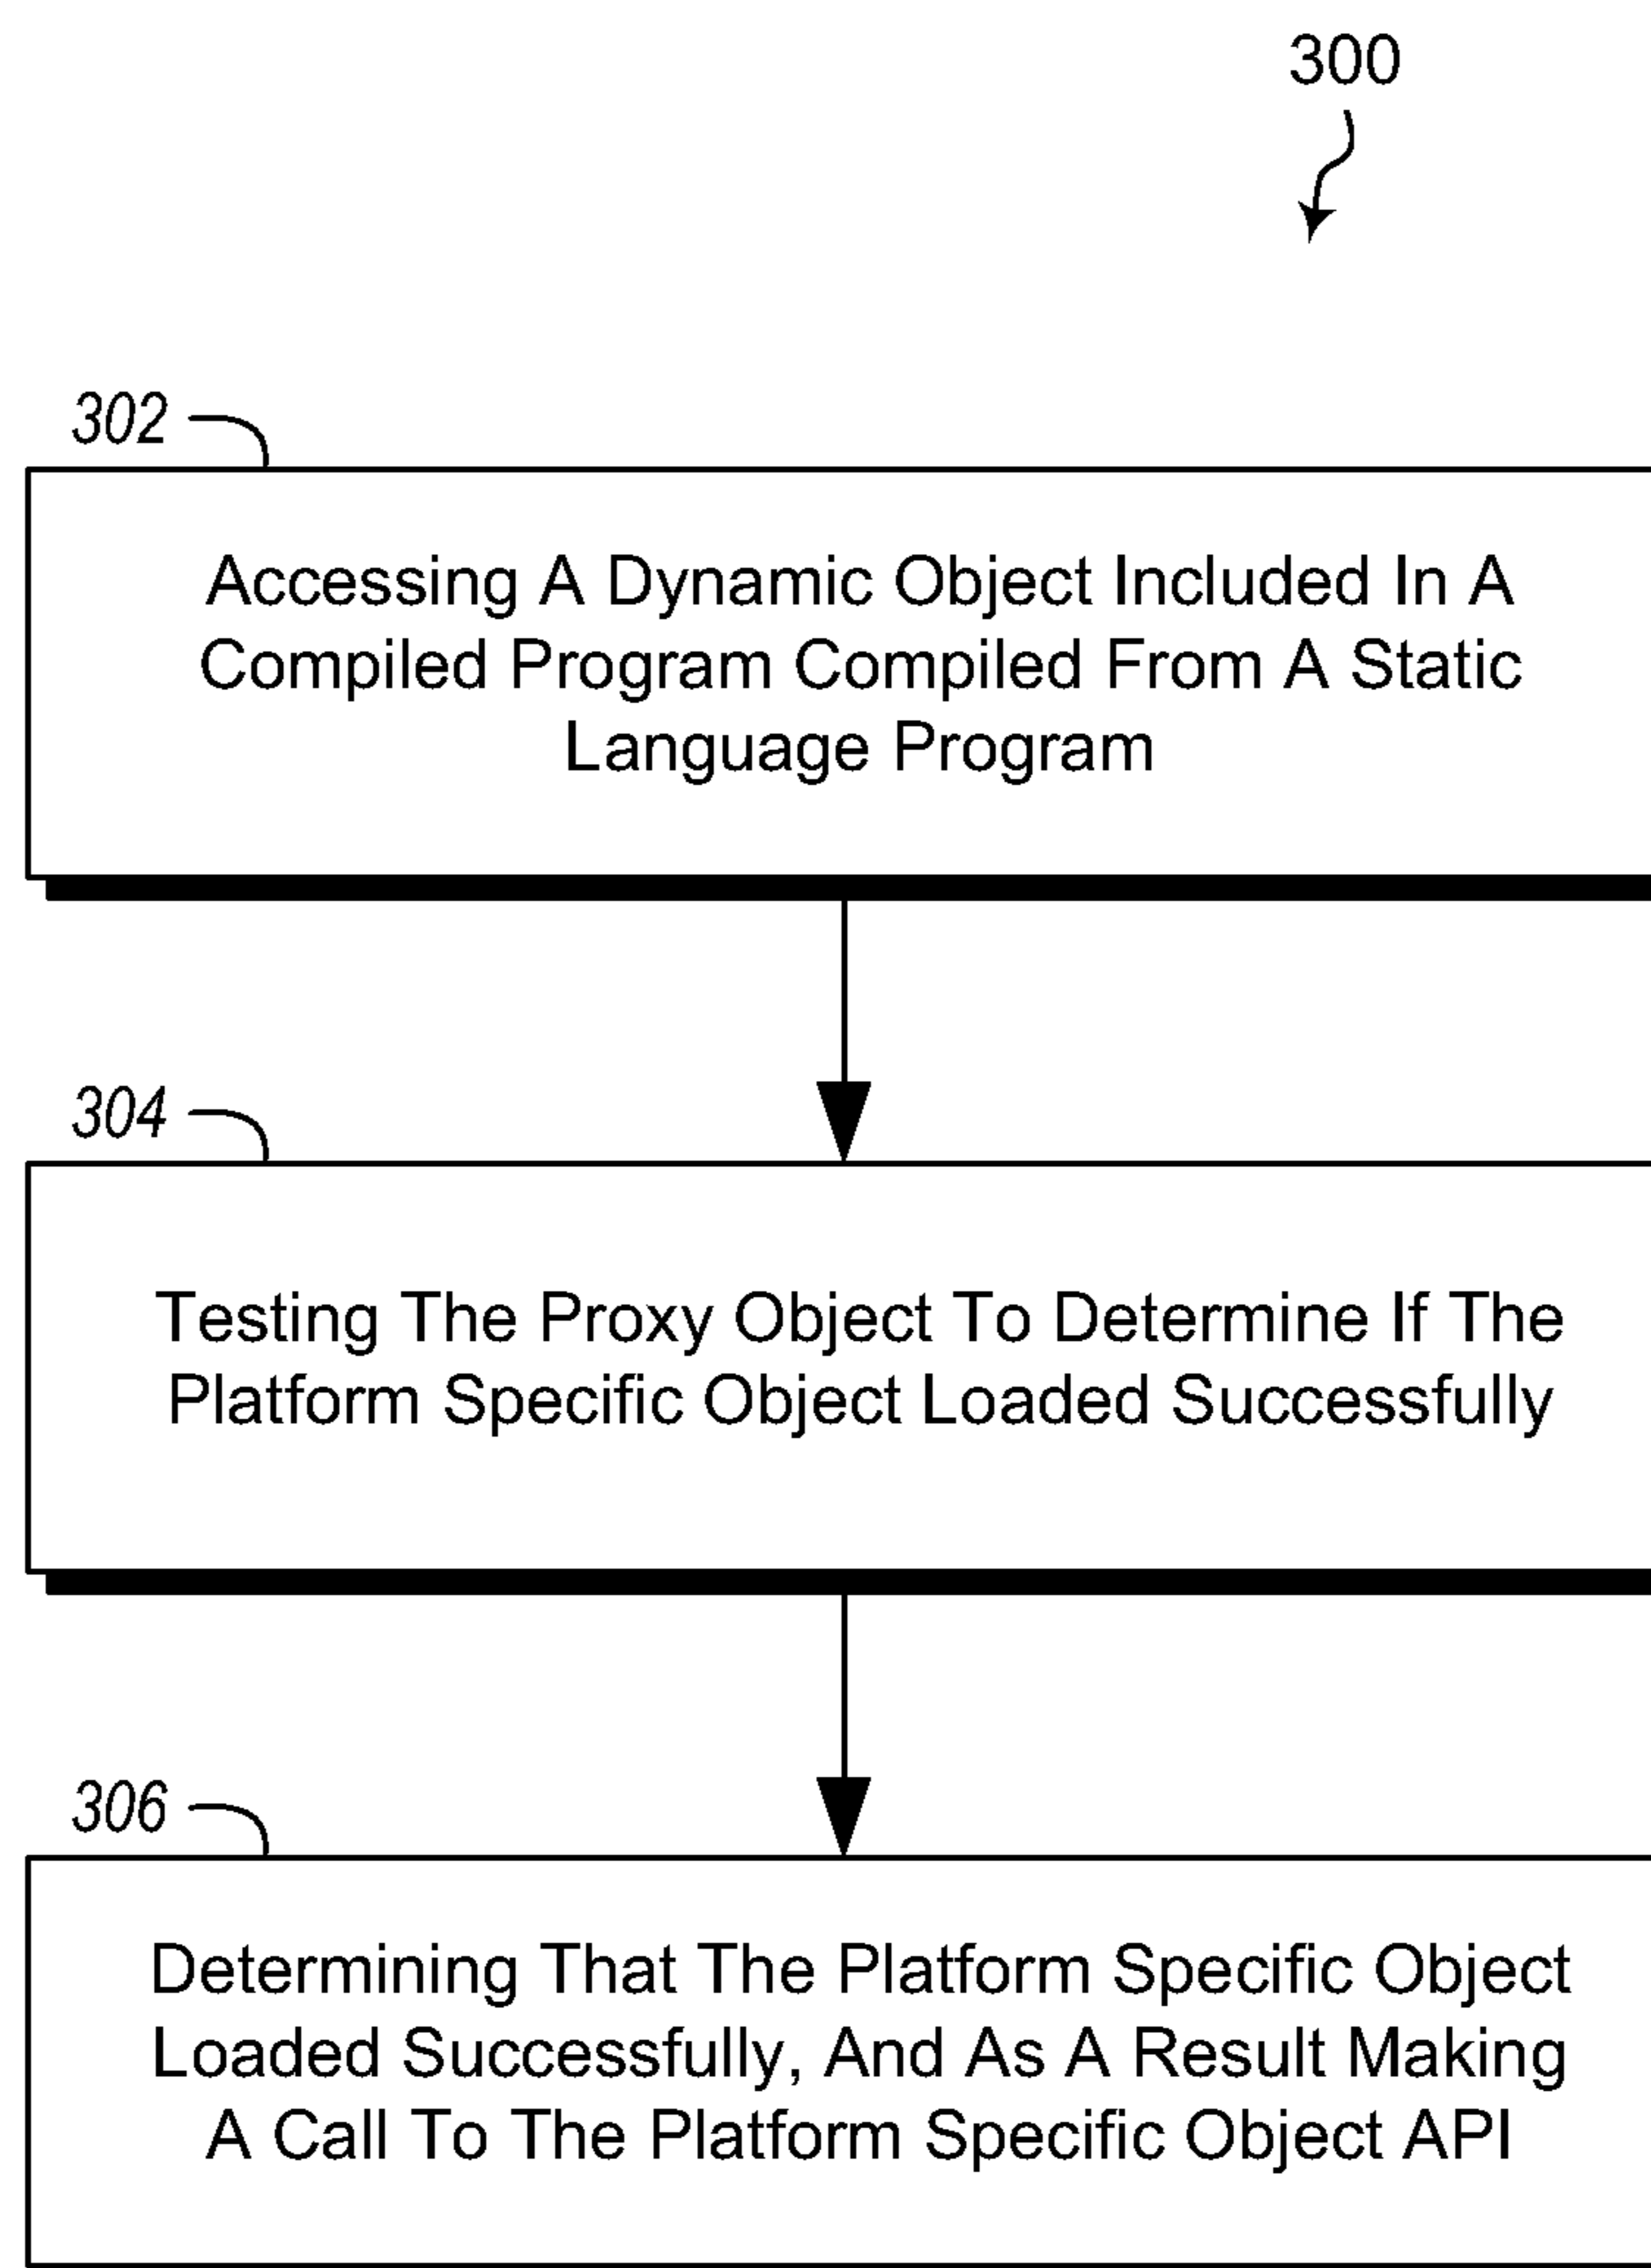 300
302
Accessing A Dynamic Object Included In A
Compiled Program Compiled From A Static
Language Program
304
Testing The Proxy Object To Determine If The
Platform Specific Object Loaded Successfully
306
Determining That The Platform Specific Object
Loaded Successfully, And As A Result Making
A Call To The Platform Specific Object API